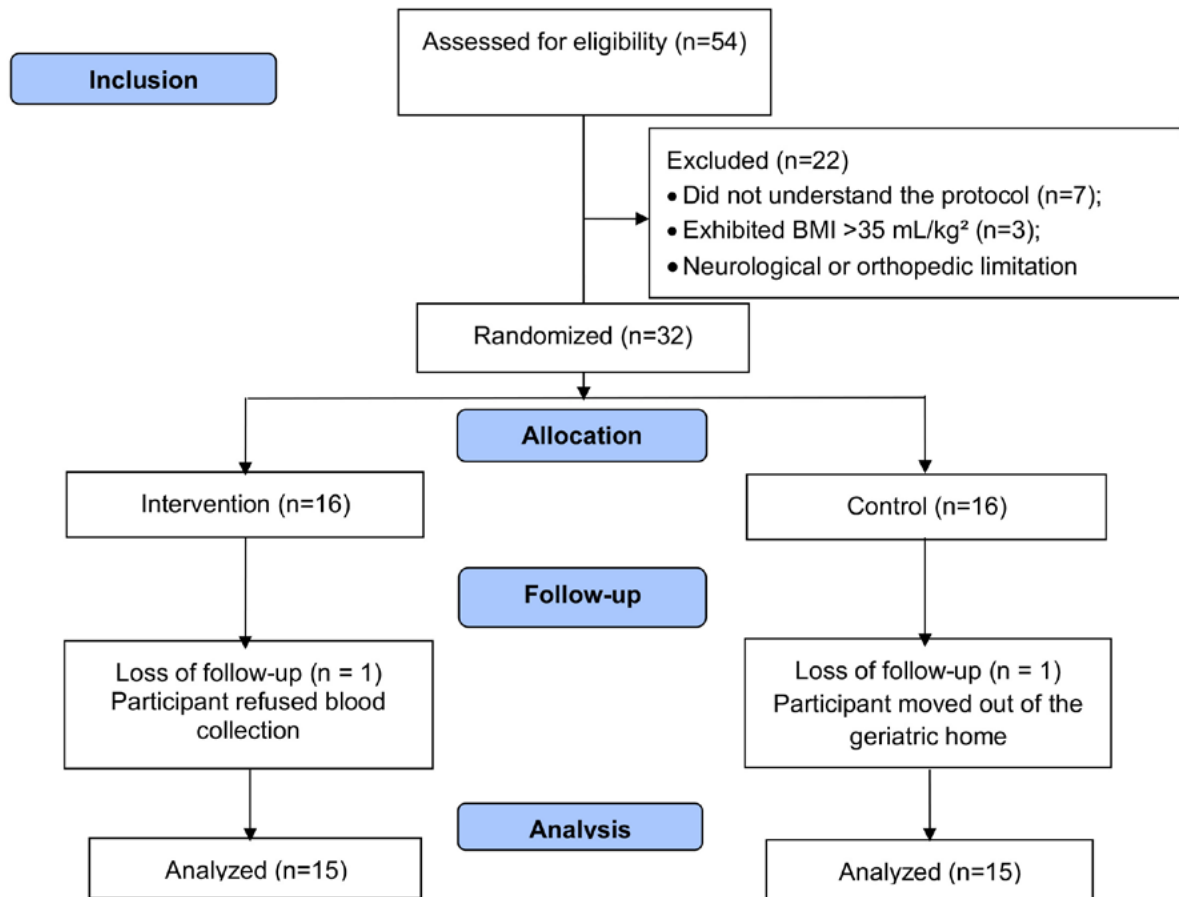 Assessed for eligibility (n=54)
Inclusion
Excluded (n=22)
• Did not understand the protocol (n=7);
• Exhibited BMI >35 mL/kg² (n=3);
• Neurological or orthopedic limitation
Randomized (n=32)
Allocation
Intervention (n=16)
Control (n=16)
Follow-up
Loss of follow-up (n = 1)
Participant refused blood
collection
Loss of follow-up (n = 1)
Participant moved out of the
geriatric home
Analysis
Analyzed (n=15)
Analyzed (n=15)